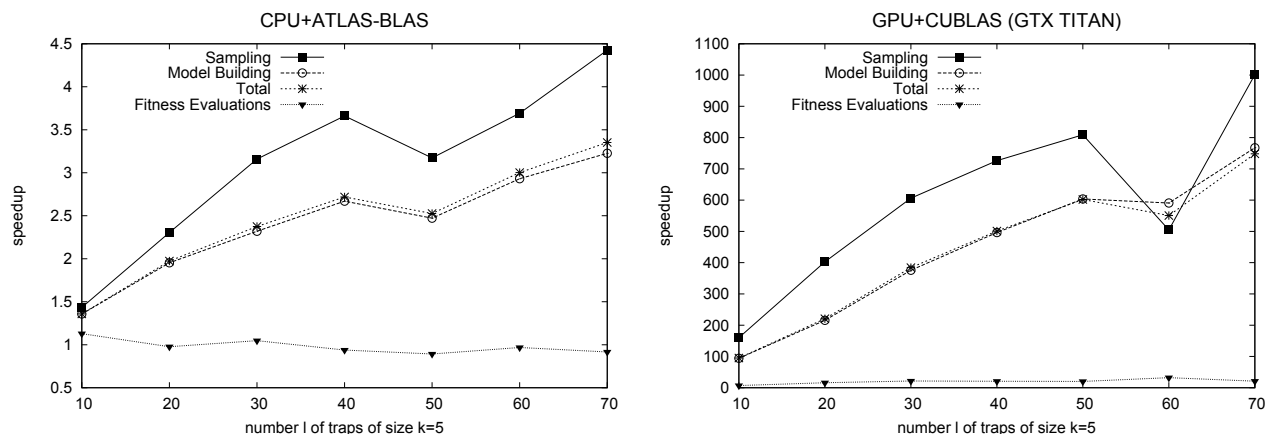 CPU+ATLAS-BLAS
4.5
4
3.5
3
2.5
2
1.5
1
0.5
speedup
Sampling
Model Building
Total
Fitness Evaluations
10 20 30 40 50 60 70
number l of traps of size k=5
GPU+CUBLAS (GTX TITAN)
1100
1000
900
800
700
600
500
400
300
200
100
0
speedup
Sampling
Model Building
Total
Fitness Evaluations
10 20 30 40 50 60 70
number l of traps of size k=5